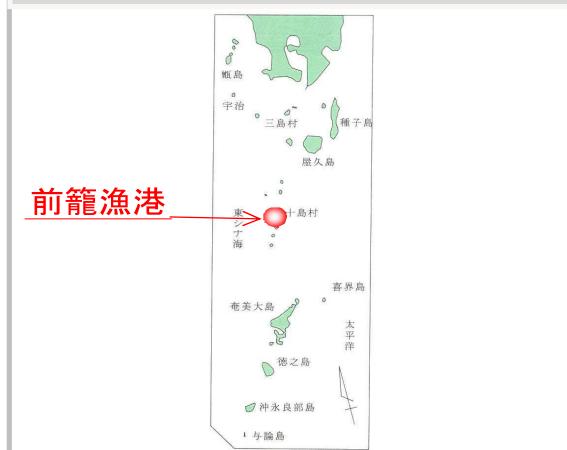 甑島
宇治
三島村
種子島
屋久島
前籠漁港
十島村
東シナ海
喜界島
奄美大島
太平洋
徳之島
沖永良部島
与論島